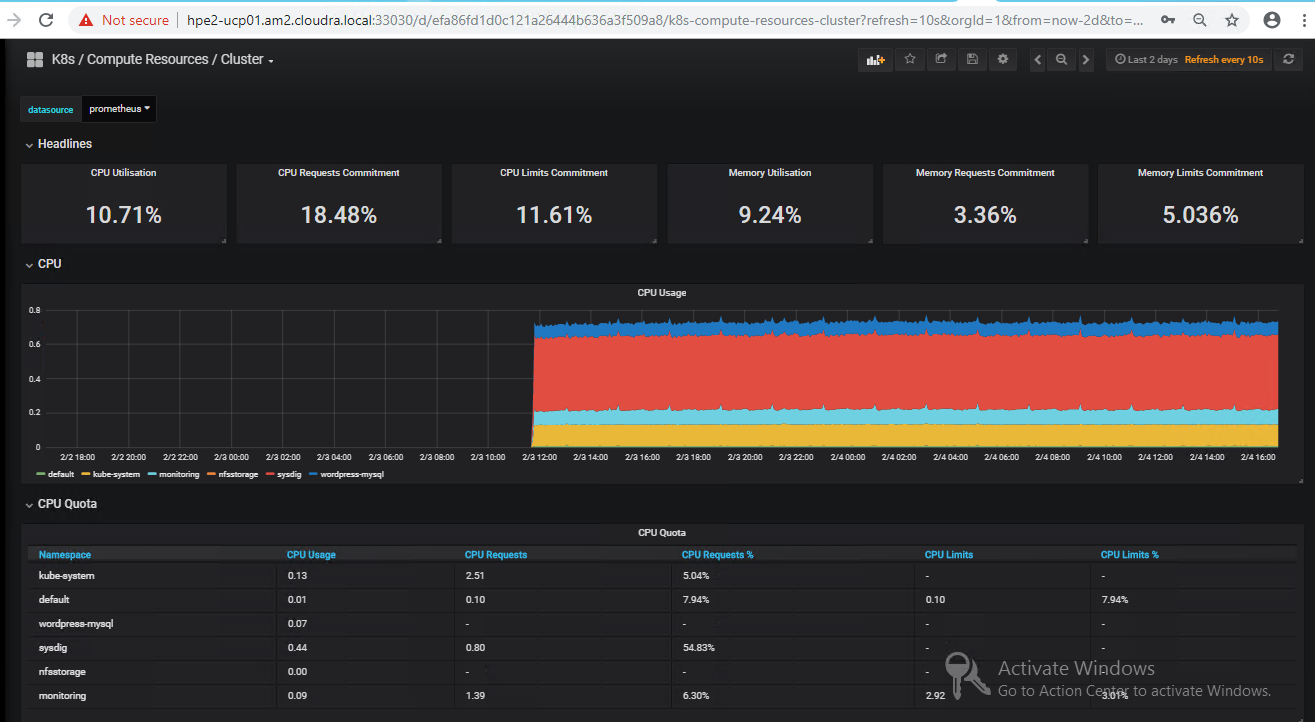 Not secure | hpe2-ucp01.am2.cloudra.local:33030/d/efa86fd1d0c121a26444b636a3f509a8/k8s-compute-resources-cluster?refresh=10s&orgId=1&from=now-2d&to=...
K8s / Compute Resources / Cluster
Last 2 days Refresh every 10s
datasource prometheus
Headlines
CPU Utilisation CPU Requests Commitment CPU Limits Commitment Memory Utilisation Memory Requests Commitment Memory Limits Commitment
10.71% 18.48% 11.61% 9.24% 3.36% 5.036%
CPU
CPU Usage
0.8
0.6
0.4
0.2
0
2/2 18:00 2/2 20:00 2/2 22:00 2/3 00:00 2/3 02:00 2/3 04:00 2/3 06:00 2/3 08:00 2/3 10:00 2/3 12:00 2/3 14:00 2/3 16:00 2/3 18:00 2/3 20:00 2/3 22:00 2/4 00:00 2/4 02:00 2/4 04:00 2/4 06:00 2/4 08:00 2/4 10:00 2/4 12:00 2/4 14:00 2/4 16:00
default kube-system monitoring nfsstorage sysdig wordpress-mysql
CPU Quota
CPU Quota
Namespace CPU Usage CPU Requests CPU Requests % CPU Limits CPU Limits %
kube-system 0.13 2.51 5.04% - -
default 0.01 0.10 7.94% 0.10 7.94%
wordpress-mysql 0.07 - - - -
sysdig 0.44 0.80 54.83% - -
nfsstorage 0.00 - - - -
monitoring 0.09 1.39 6.30% 2.92 3.01%
Activate Windows
Go to Action Center to activate Windows.